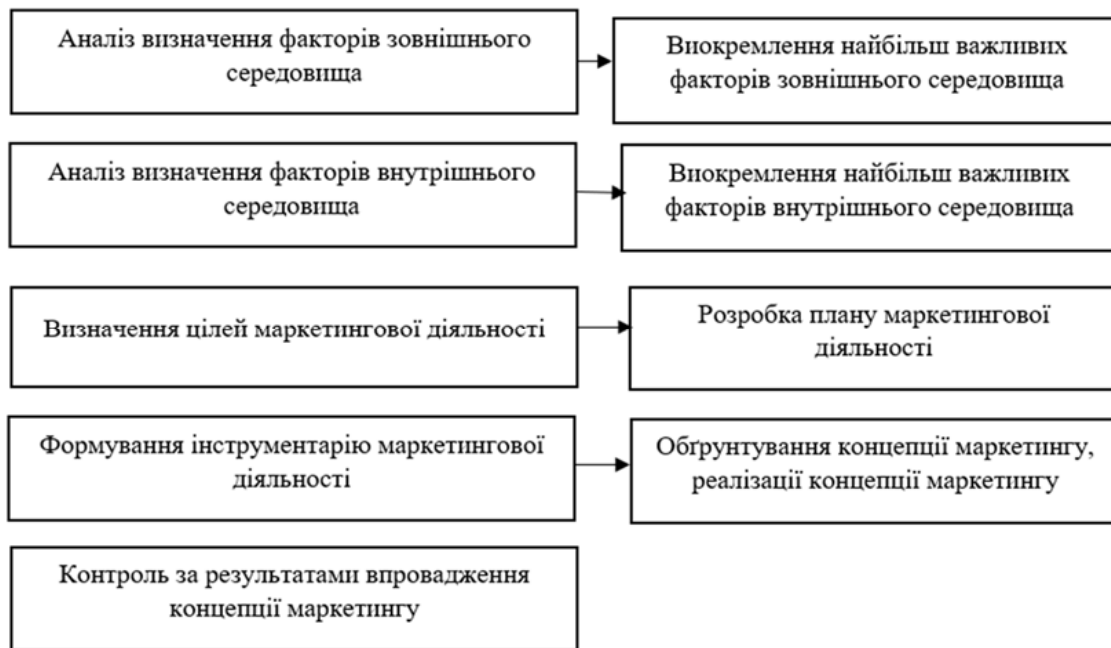 Аналіз визначення факторів зовнішнього
середовища
Виокремлення найбільш важливих
факторів зовнішнього середовища
Аналіз визначення факторів внутрішнього
середовища
Виокремлення найбільш важливих
факторів внутрішнього середовища
Визначення цілей маркетингової діяльності
Розробка плану маркетингової
діяльності
Формування інструментарію маркетингової
діяльності
Обґрунтування концепції маркетингу,
реалізації концепції маркетингу
Контроль за результатами впровадження
концепції маркетингу